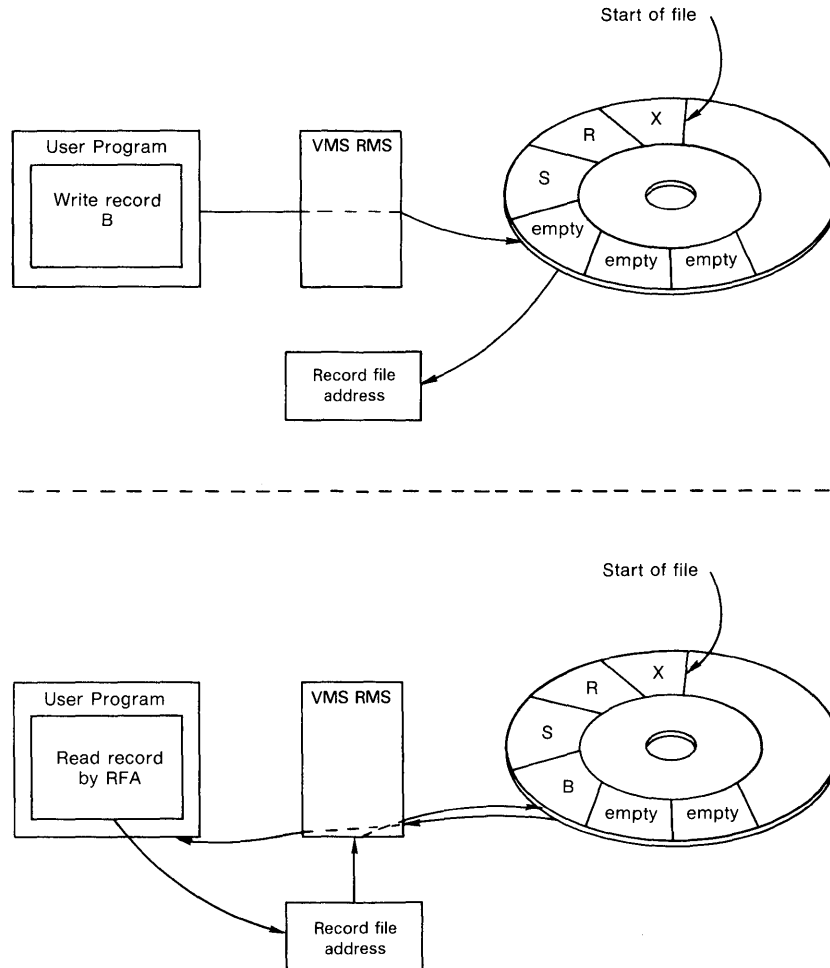 Start of file
User Program
VMS RMS
X
R
S
Write record
B
empty
empty
empty
Record file
address
Start of file
User Program
VMS RMS
X
R
S
Read record
by RFA
B
empty
empty
Record file
address